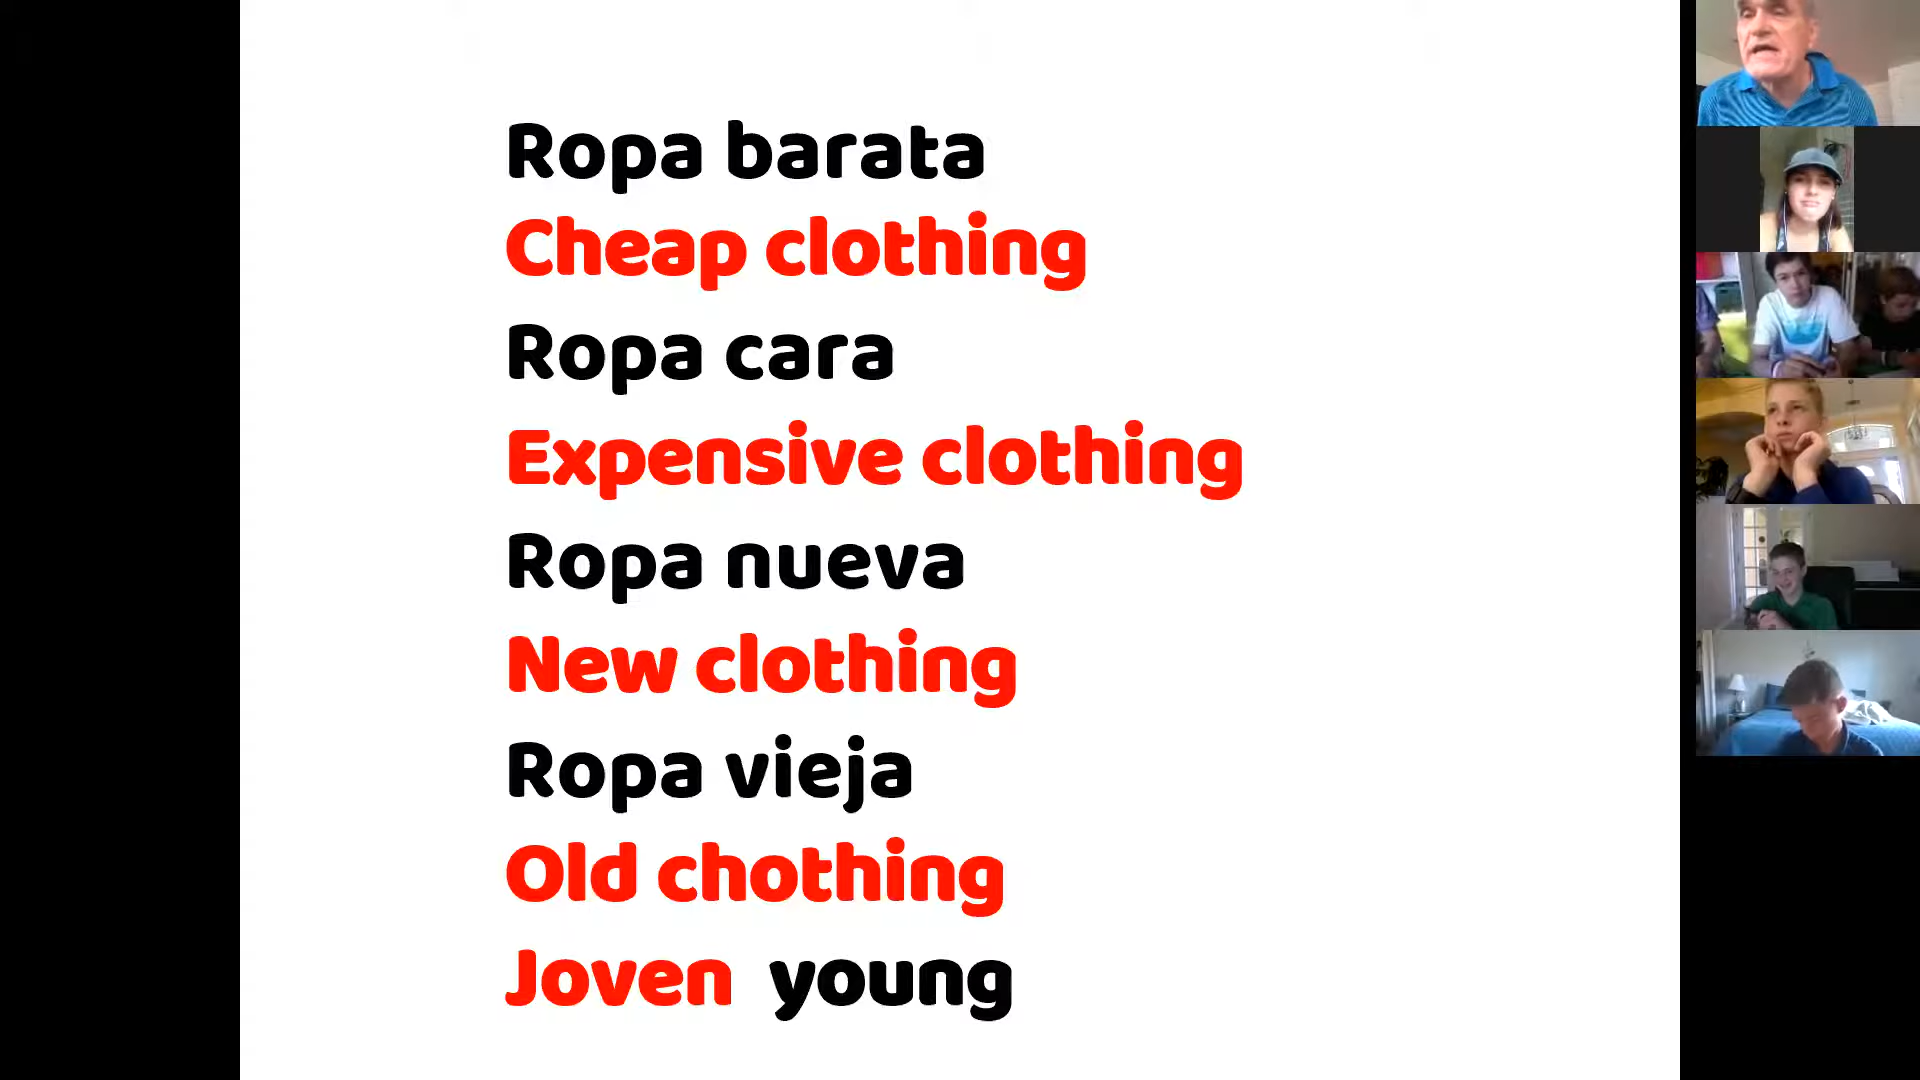 Ropa barata
Cheap clothing
Ropa cara
Expensive clothing
Ropa nueva
New clothing
Ropa vieja
Old chothing
Joven young